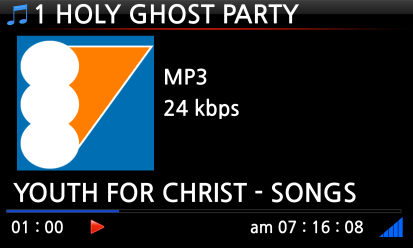 1 HOLY GHOST PARTY
MP3
24 kbps
YOUTH FOR CHRIST - SONGS
01 : 00
am 07 : 16 : 08